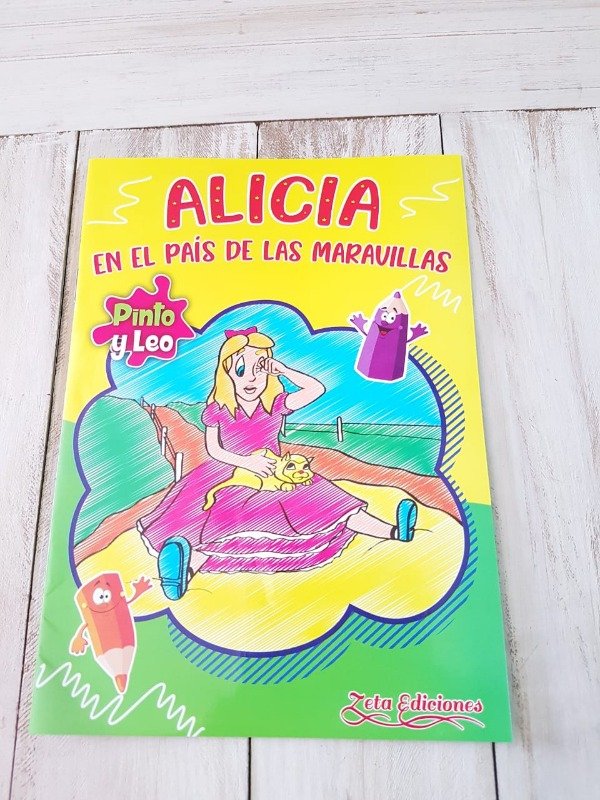 ALICIA
EN EL PAÍS DE LAS MARAVILLAS
Pinto
y Leo
Zeta Ediciones